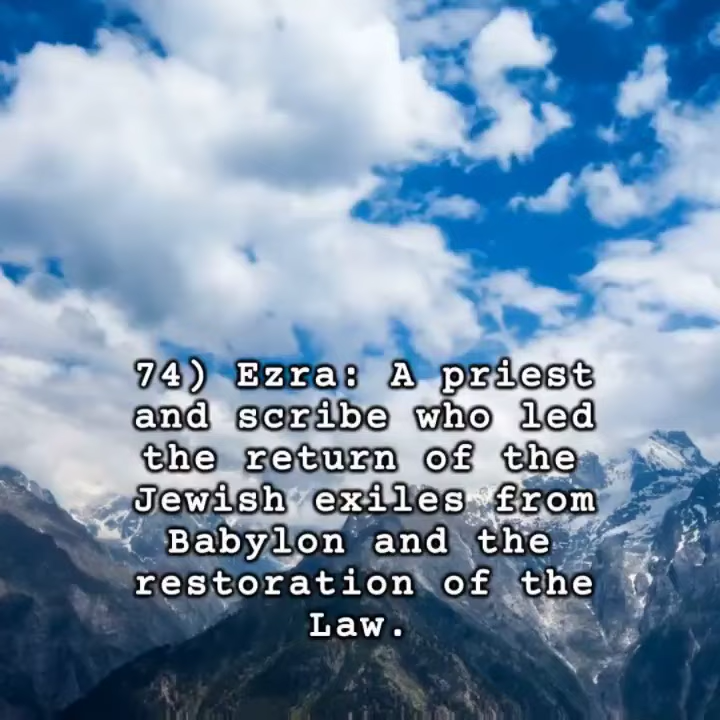 74) Ezra: A priest
and scribe who led
the return of the
Jewish exiles from
Babylon and the
restoration of the
Law.